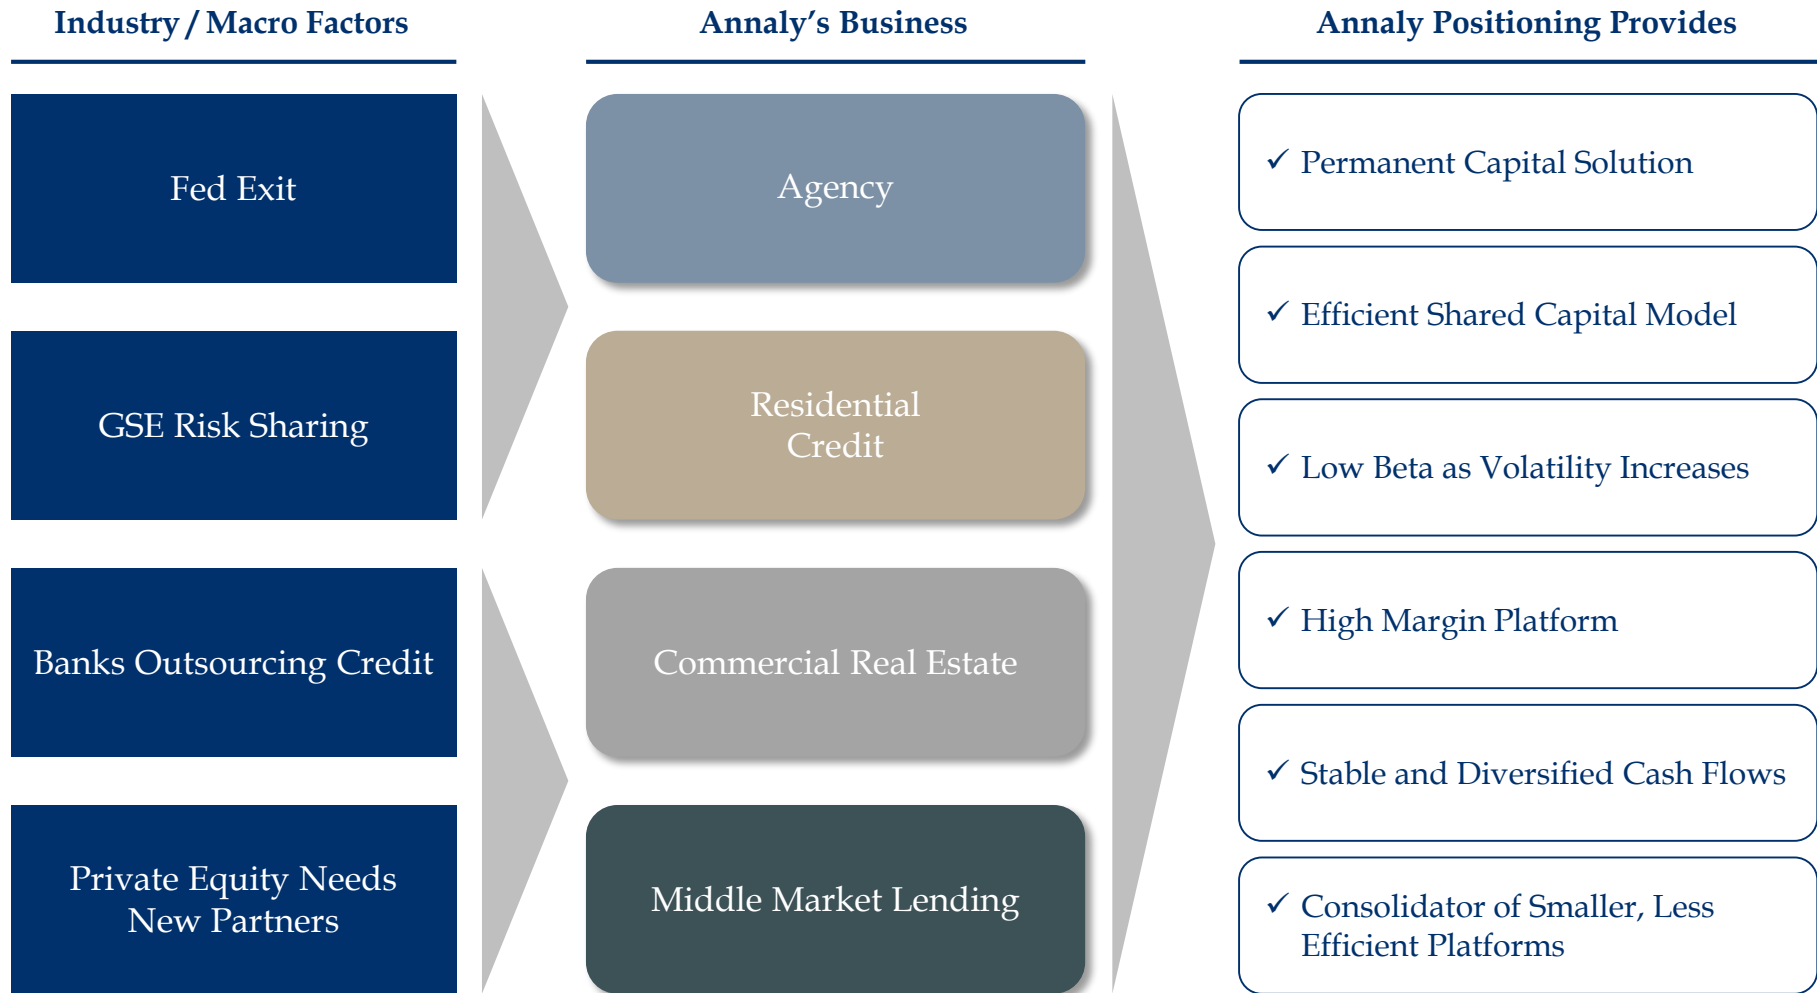 Industry / Macro Factors
Fed Exit
GSE Risk Sharing
Banks Outsourcing Credit
Private Equity Needs
New Partners
Annaly’s Business
Agency
Residential
Credit
Commercial Real Estate
Middle Market Lending
Annaly Positioning Provides
✓ Permanent Capital Solution
✓ Efficient Shared Capital Model
✓ Low Beta as Volatility Increases
✓ High Margin Platform
✓ Stable and Diversified Cash Flows
✓ Consolidator of Smaller, Less
Efficient Platforms